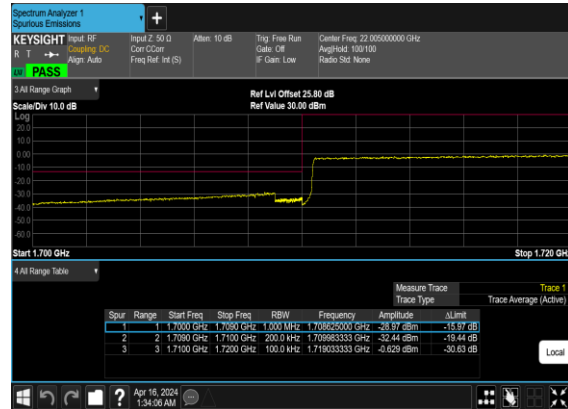 Spectrum Analyzer 1
Spurious Emissions
+
KEYSIGHT Input: RF Input Z: 50 Ω Atten: 10 dB Trig: Free Run Center Freq: 22.005000000 GHz
R T Coupling: DC Corr CCorr Gate: Off Avg|Hold: 100/100
Align: Auto Freq Ref: Int (S) IF Gain: Low Radio Std: None
PASS
3 All Range Graph
Ref Lvl Offset 25.80 dB
Scale/Div 10.0 dB Ref Value 30.00 dBm
Log
20.0
10.0
0.00
-10.0
-20.0
-30.0
-40.0
-50.0
-60.0
Start 1.700 GHz Stop 1.720 GHz
4 All Range Table
Measure Trace Trace 1
Trace Type Trace Average (Active)
Spur Range Start Freq Stop Freq RBW Frequency Amplitude ΔLimit
1 1 1.7000 GHz 1.7090 GHz 1.000 MHz 1.708625000 GHz -28.97 dBm -15.97 dB
2 2 1.7090 GHz 1.7100 GHz 200.0 kHz 1.709983333 GHz -32.44 dBm -19.44 dB
3 3 1.7100 GHz 1.7200 GHz 100.0 kHz 1.719033333 GHz -0.629 dBm -30.63 dB
Local
? Apr 16, 2024
1:34:06 AM